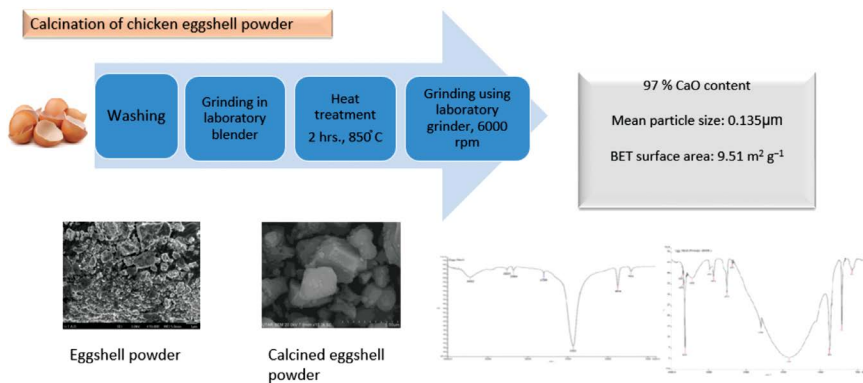 Calcination of chicken eggshell powder
Washing
Grinding in
laboratory
blender
Heat
treatment
2 hrs., 850°C
Grinding using
laboratory
grinder, 6000
rpm
97 % CaO content
Mean particle size: 0.135µm
BET surface area: 9.51 m² g⁻¹
Eggshell powder
Calcined eggshell
powder